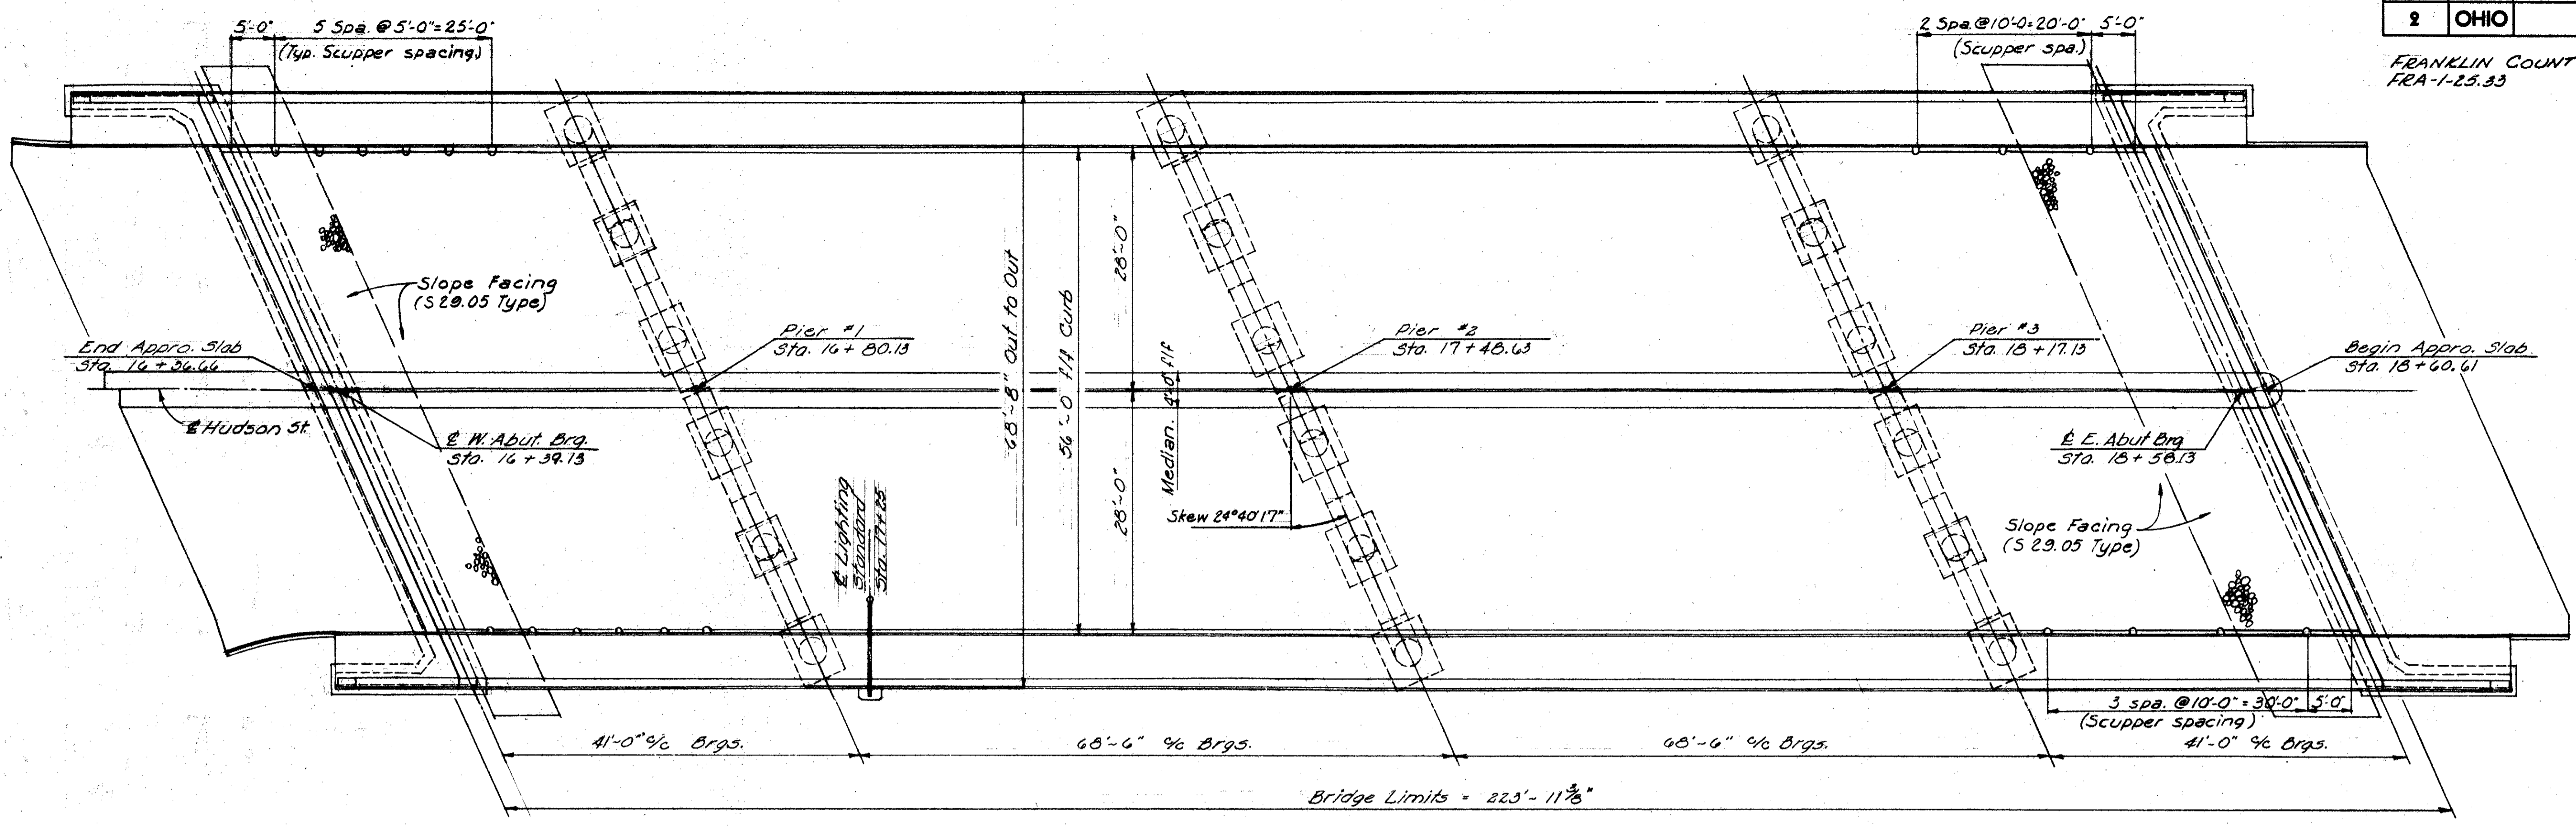 5'-0" 5 Spa. @ 5'-0" = 25'-0"
(Typ. Scupper spacing)
2 Spa @ 10'-0 = 20'-0" 5'-0"
(Scupper spa.)
2 OHIO
FRANKLIN COUNT
FRA-1-25.33
Slope Facing
(S 29.05 Type)
End Appro. Slab
Sta. 16 + 36.66
℄ Hudson St.
℄ W. Abut. Brg.
Sta. 16 + 39.13
Pier #1
Sta. 16 + 80.13
℄ Lighting
Standard
Sta. 17+25
68'-8" Out to Out
56'-0 f/f Curb
28'-0"
28'-0"
Median 4'-0" f/f
Pier #2
Sta. 17 + 48.63
Skew 24°40'17"
Pier #3
Sta. 18 + 17.13
Begin Appro. Slab.
Sta. 18 + 60.61
℄ E. Abut Brg
Sta. 18 + 58.13
Slope Facing
(S 29.05 Type)
3 spa. @ 10'-0" = 30'-0" 5'-0"
(Scupper spacing)
41'-0" c/c Brgs.
68'-6" c/c Brgs.
68'-6" c/c Brgs.
41'-0" c/c Brgs.
Bridge Limits = 223'-11 3/8"